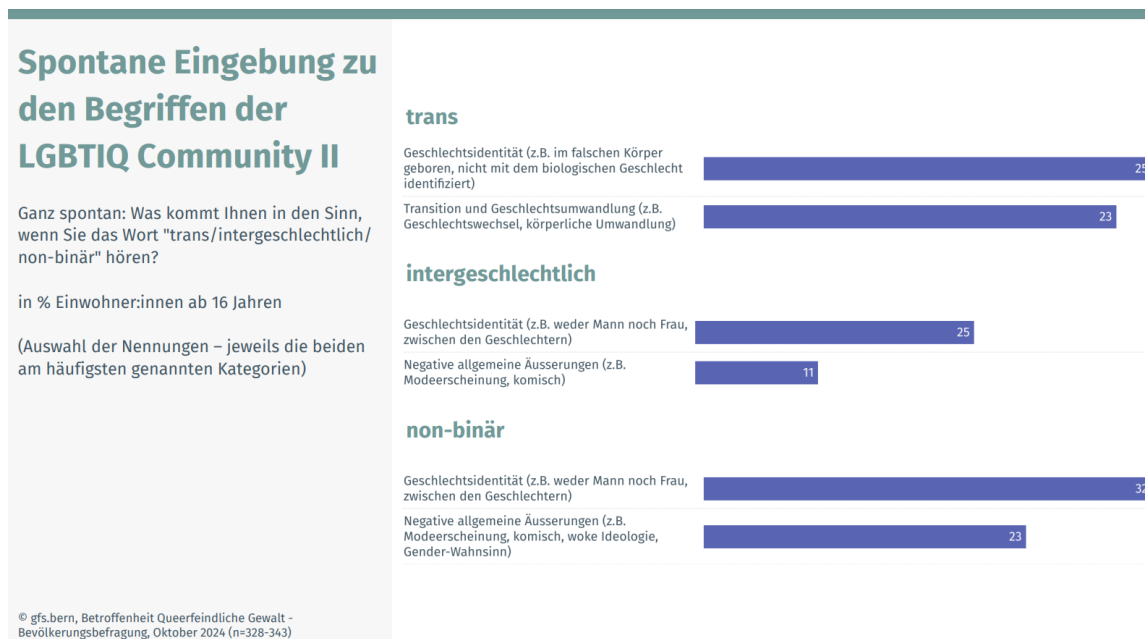 Spontane Eingebung zu
den Begriffen der
LGBTIQ Community II
Ganz spontan: Was kommt Ihnen in den Sinn,
wenn Sie das Wort "trans/intergeschlechtlich/
non-binär" hören?
in % Einwohner:innen ab 16 Jahren
(Auswahl der Nennungen – jeweils die beiden
am häufigsten genannten Kategorien)
© gfs.bern, Betroffenheit Queerfeindliche Gewalt -
Bevölkerungsbefragung, Oktober 2024 (n=328-343)
trans
Geschlechtsidentität (z.B. im falschen Körper
geboren, nicht mit dem biologischen Geschlecht
identifiziert)
25
Transition und Geschlechtsumwandlung (z.B.
Geschlechtswechsel, körperliche Umwandlung)
23
intergeschlechtlich
Geschlechtsidentität (z.B. weder Mann noch Frau,
zwischen den Geschlechtern)
25
Negative allgemeine Äusserungen (z.B.
Modeerscheinung, komisch)
11
non-binär
Geschlechtsidentität (z.B. weder Mann noch Frau,
zwischen den Geschlechtern)
32
Negative allgemeine Äusserungen (z.B.
Modeerscheinung, komisch, woke Ideologie,
Gender-Wahnsinn)
23